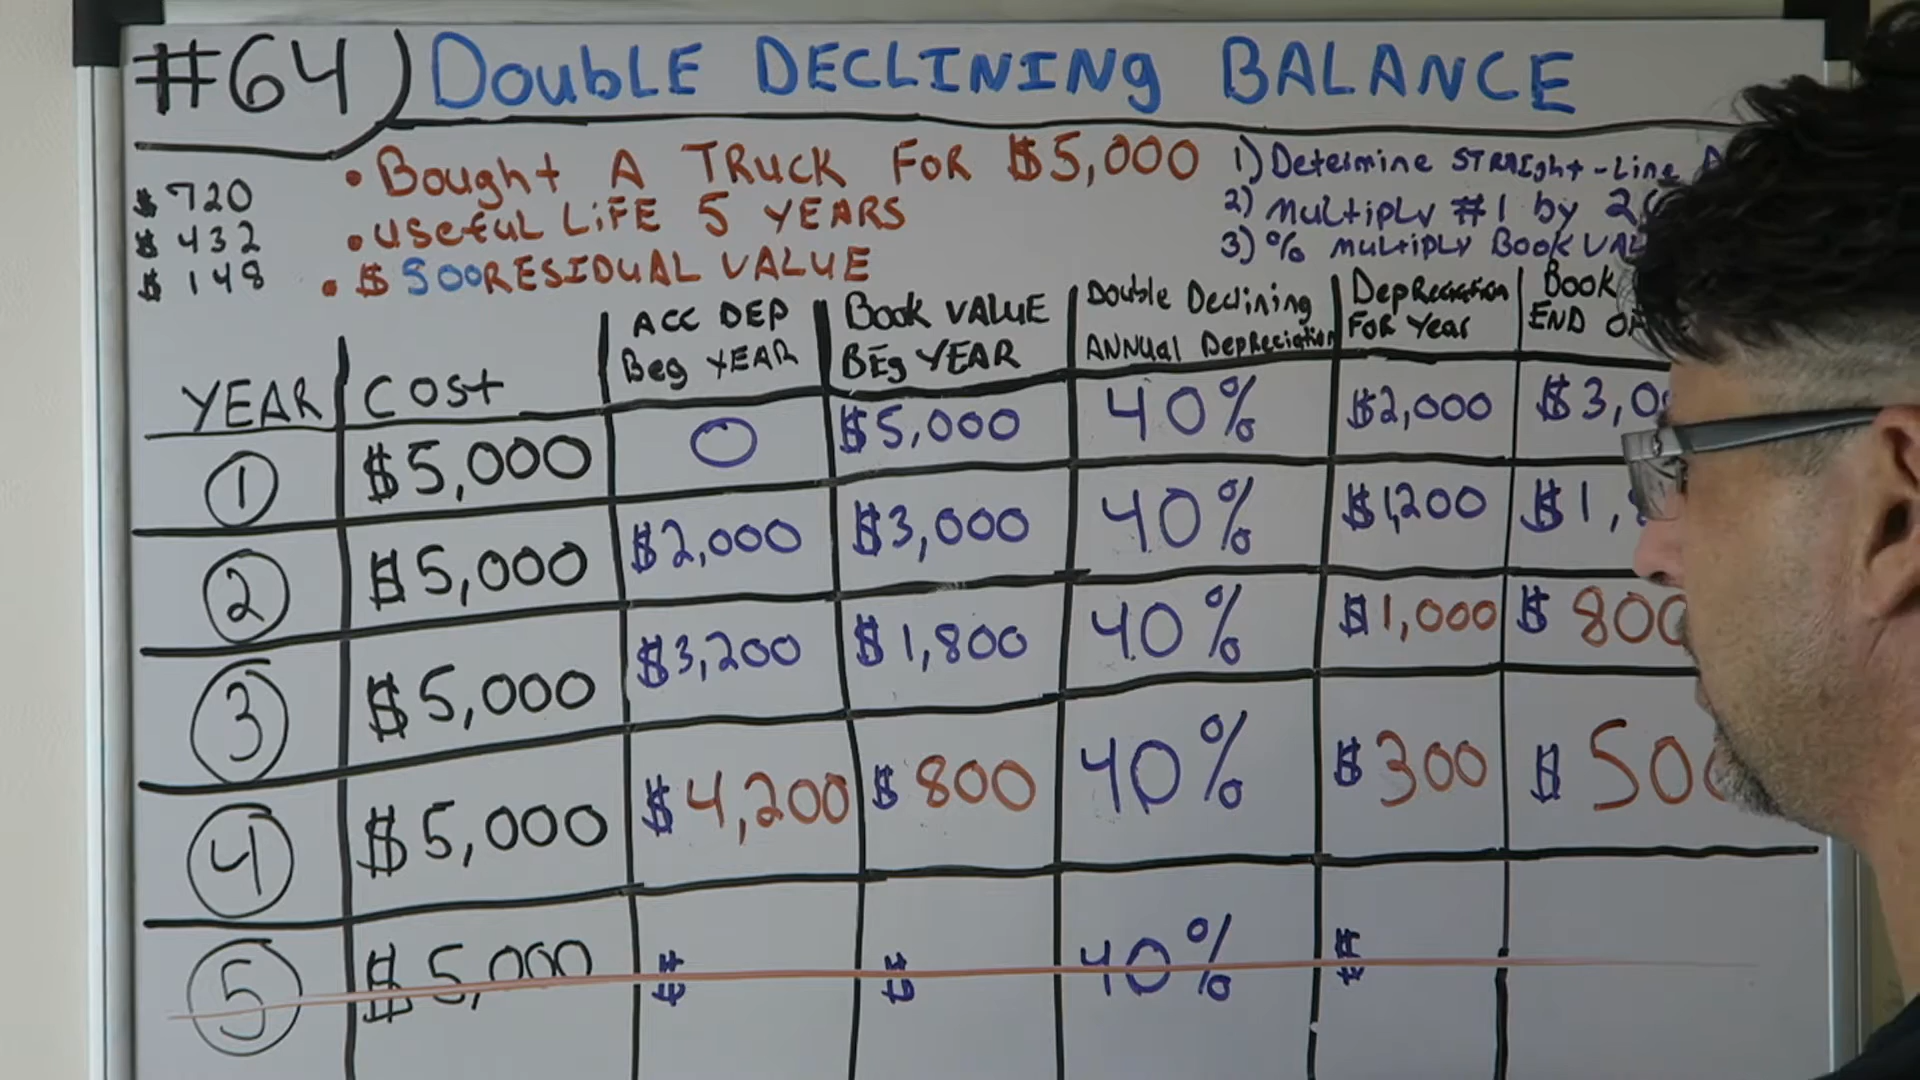 #64) Double DECLINING BALANCE
$720
$432
$148
• Bought A TRUCK FOR $5,000
• useful LiFE 5 YEARS
• $500 RESIDUAL VALUE
1) Determine STRAIght-Line
2) multiply #1 by
3) % multiply Book
YEAR Cost ACC DEP Beg YEAR Book VALUE BEg YEAR Double Declining ANNual Depreciation Depreciation FOR Year Book END
1 $5,000 0 $5,000 40% $2,000
2 $5,000 $2,000 $3,000 40% $1,200
3 $5,000 $3,200 $1,800 40% $1,000 $800
4 $5,000 $4,200 $800 40% $300 $500
5 $5,000 $ $ 40% $